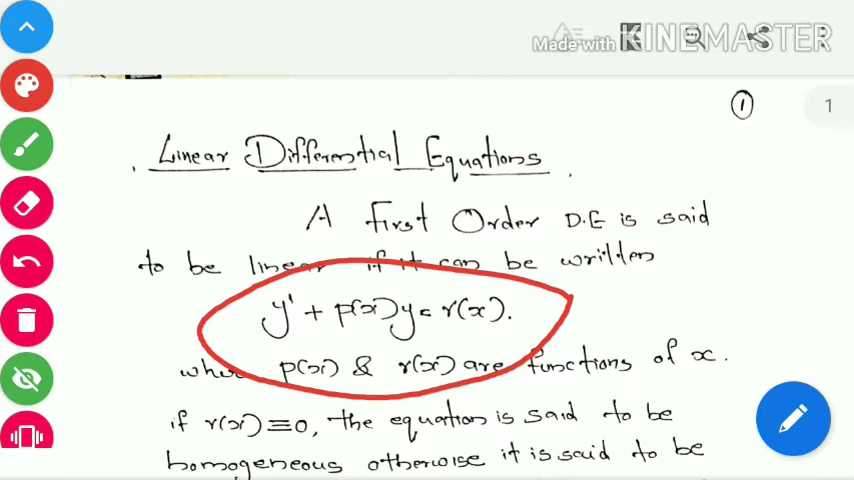 Made with KINEMASTER
1
1
Linear Differential Equations.
A First Order D.E is said
to be linear if it can be written
y' + p(x)y = r(x).
where p(x) & r(x) are functions of x.
if r(x) ≡ 0, the equation is said to be
homogeneous otherwise it is said to be